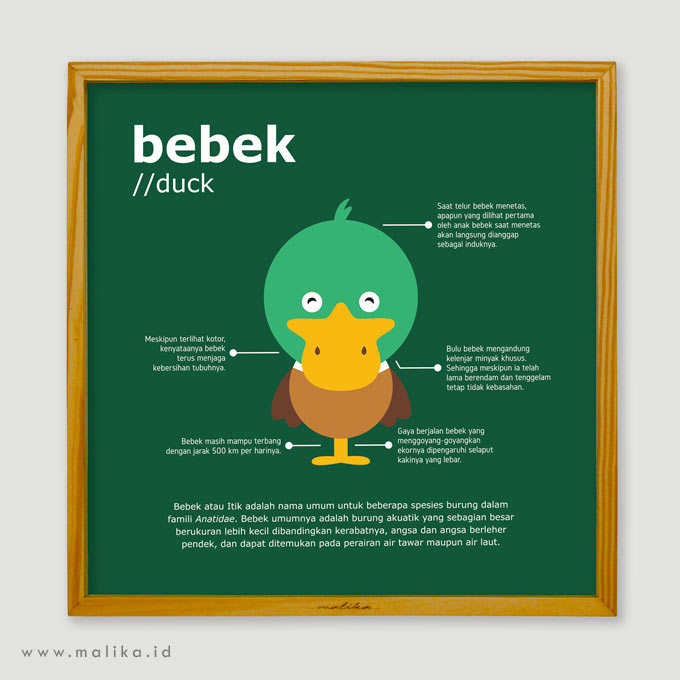 bebek
//duck
Saat telur bebek menetas,
apapun yang dilihat pertama
oleh anak bebek saat menetas
akan langsung dianggap
sebagai induknya.
Meskipun terlihat kotor,
kenyataanya bebek
terus menjaga
kebersihan tubuhnya.
Bulu bebek mengandung
kelenjar minyak khusus.
Sehingga meskipun ia telah
lama berendam dan tenggelam
tetap tidak kebasahan.
Bebek masih mampu terbang
dengan jarak 500 km per harinya.
Gaya berjalan bebek yang
menggoyang-goyangkan
ekornya dipengaruhi selaput
kakinya yang lebar.
Bebek atau Itik adalah nama umum untuk beberapa spesies burung dalam
famili Anatidae. Bebek umumnya adalah burung akuatik yang sebagian besar
berukuran lebih kecil dibandingkan kerabatnya, angsa dan angsa berleher
pendek, dan dapat ditemukan pada perairan air tawar maupun air laut.
malika
www.malika.id